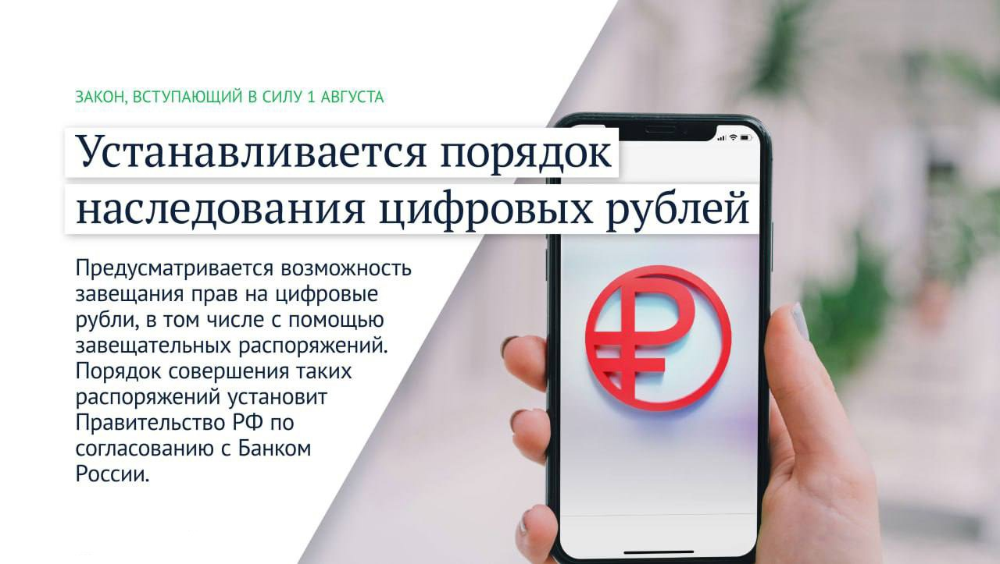 ЗАКОН, ВСТУПАЮЩИЙ В СИЛУ 1 АВГУСТА
Устанавливается порядок
наследования цифровых рублей
Предусматривается возможность
завещания прав на цифровые
рубли, в том числе с помощью
завещательных распоряжений.
Порядок совершения таких
распоряжений установит
Правительство РФ по
согласованию с Банком
России.